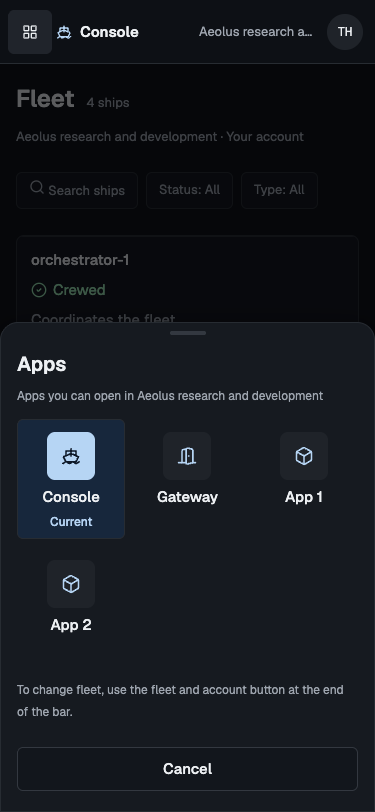 Console
Aeolus research a...
TH
Fleet
4 ships
Aeolus research and development · Your account
Search ships
Status: All
Type: All
orchestrator-1
Crewed
Coordinates the fleet
Apps
Apps you can open in Aeolus research and development
Console
Current
Gateway
App 1
App 2
To change fleet, use the fleet and account button at the end
of the bar.
Cancel